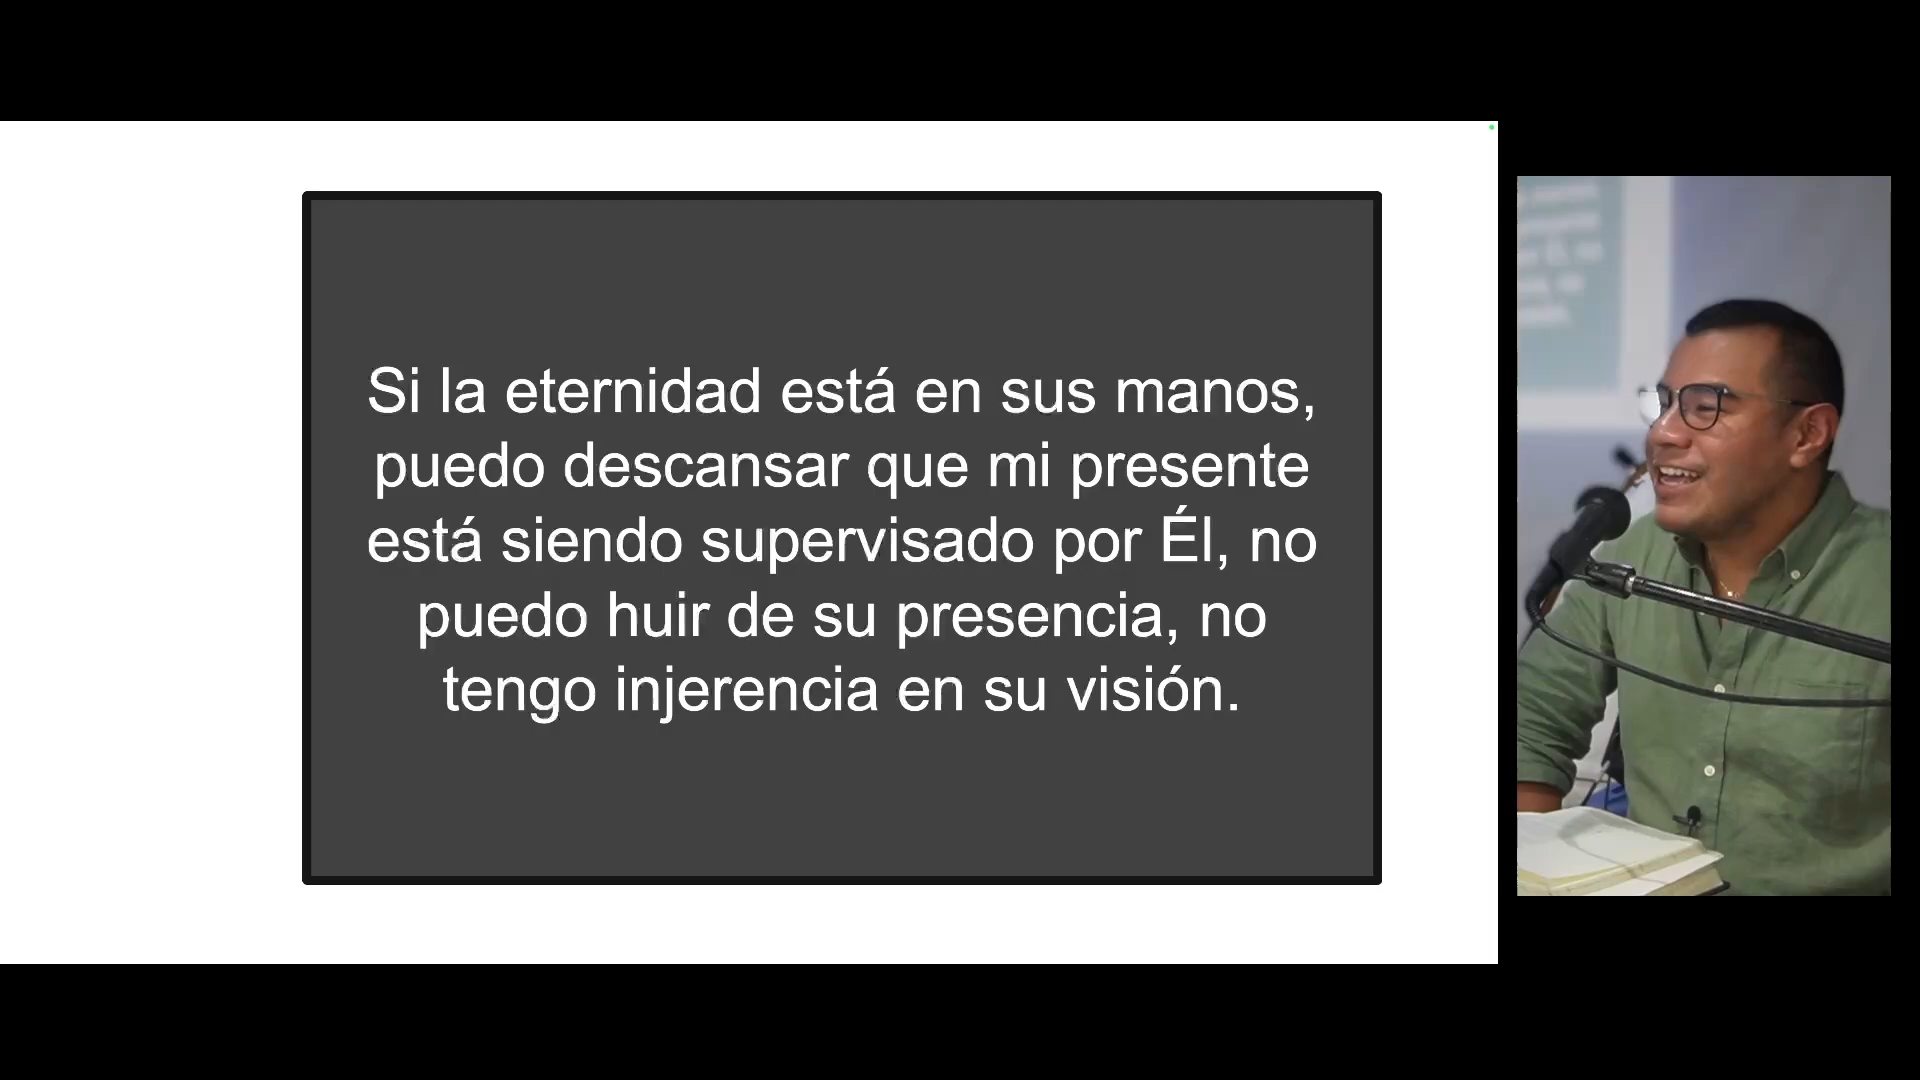 Si la eternidad está en sus manos,
puedo descansar que mi presente
está siendo supervisado por Él, no
puedo huir de su presencia, no
tengo injerencia en su visión.